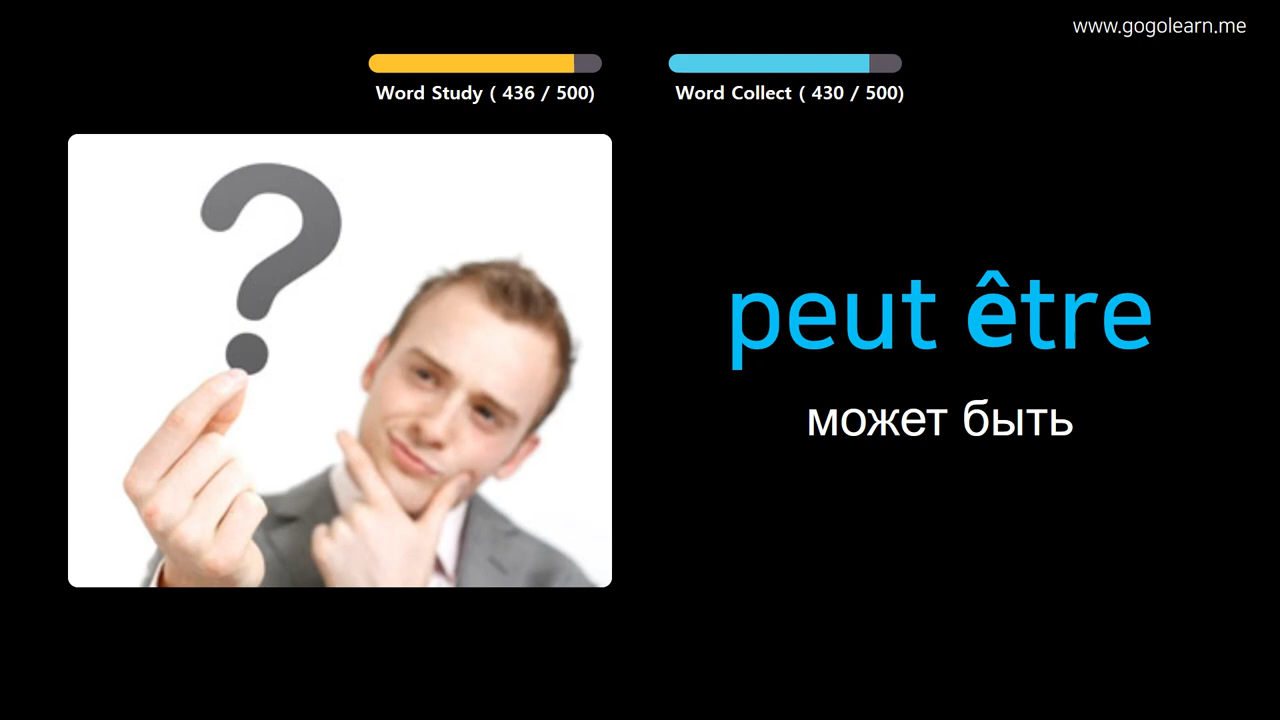 www.gogolearn.me
Word Study ( 436 / 500)
Word Collect ( 430 / 500)
?
peut être
может быть